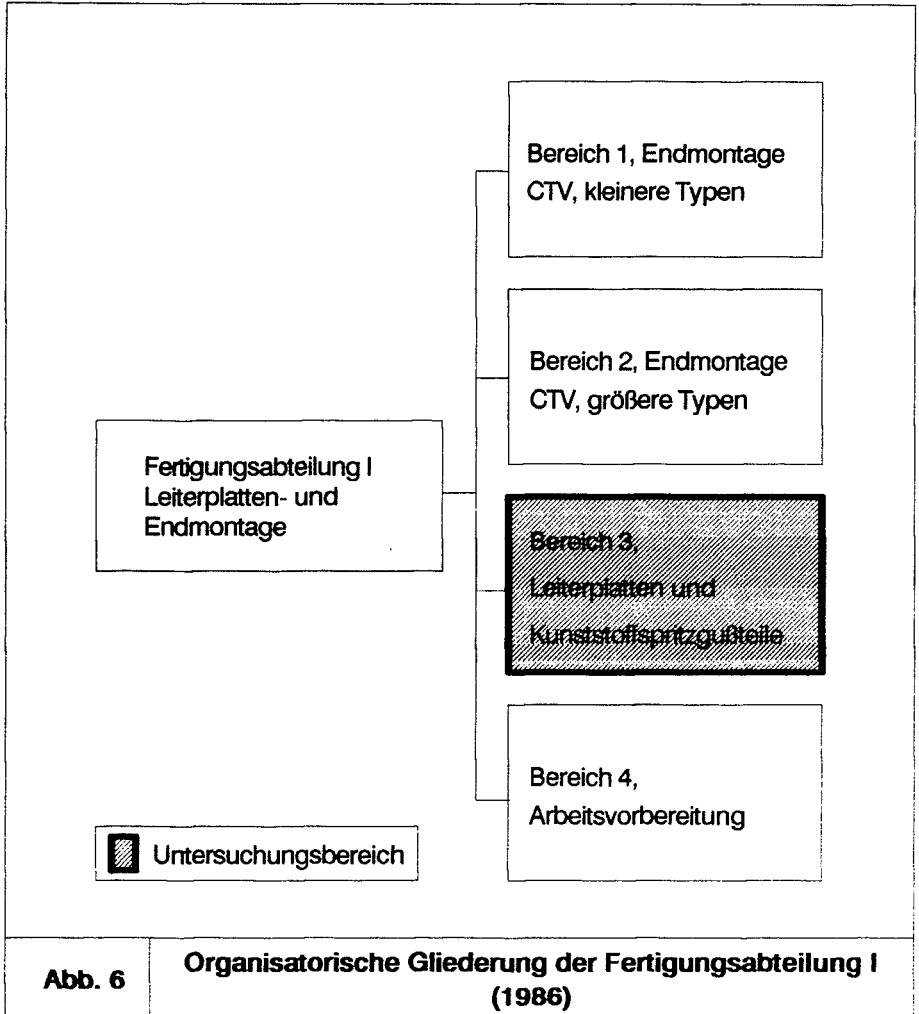 Bereich 1, Endmontage
CTV, kleinere Typen
Bereich 2, Endmontage
CTV, größere Typen
Fertigungsabteilung I
Leiterplatten- und
Endmontage
Bereich 3,
Leiterplatten und
Kunststoffspritzgußteile
Bereich 4,
Arbeitsvorbereitung
Untersuchungsbereich
Abb. 6
Organisatorische Gliederung der Fertigungsabteilung I
(1986)